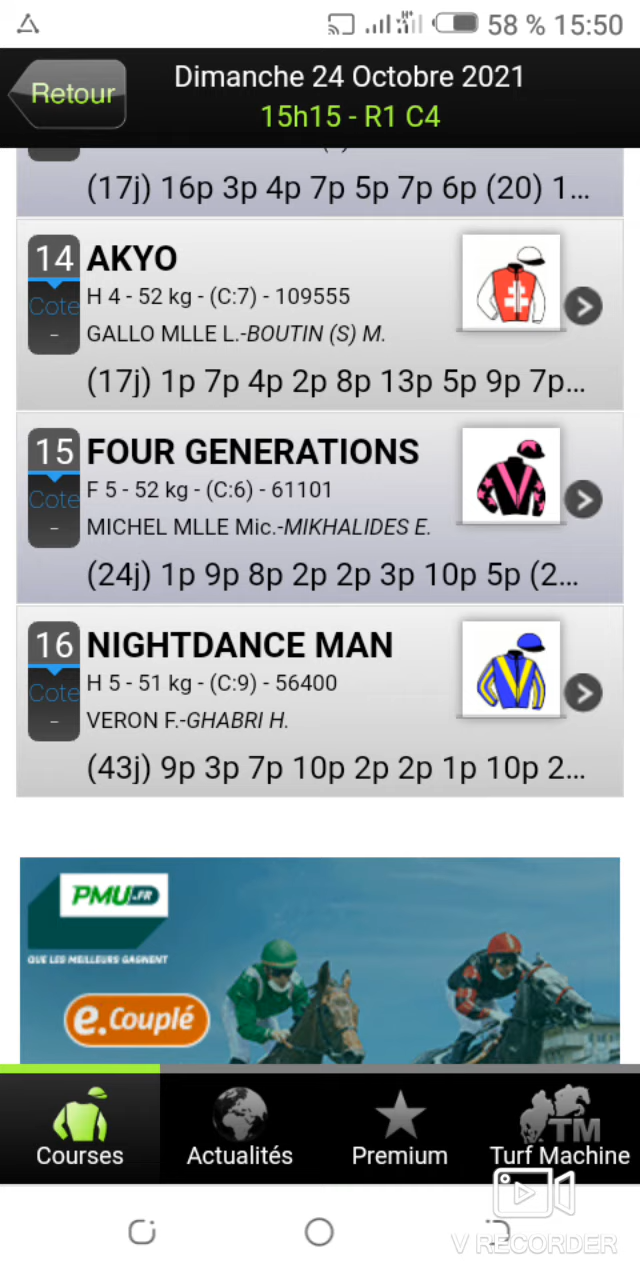 58 % 15:50
Retour
Dimanche 24 Octobre 2021
15h15 - R1 C4
(17j) 16p 3p 4p 7p 5p 7p 6p (20) 1...
14 AKYO
Cote
H 4 - 52 kg - (C:7) - 109555
-
GALLO MLLE L.-BOUTIN (S) M.
(17j) 1p 7p 4p 2p 8p 13p 5p 9p 7p...
15 FOUR GENERATIONS
Cote
F 5 - 52 kg - (C:6) - 61101
-
MICHEL MLLE Mic.-MIKHALIDES E.
(24j) 1p 9p 8p 2p 2p 3p 10p 5p (2...
16 NIGHTDANCE MAN
Cote
H 5 - 51 kg - (C:9) - 56400
-
VERON F.-GHABRI H.
(43j) 9p 3p 7p 10p 2p 2p 1p 10p 2...
PMU.FR
QUE LES MEILLEURS GAGNENT
e.Couplé
TM
Courses
Actualités
Premium
Turf Machine
V RECORDER